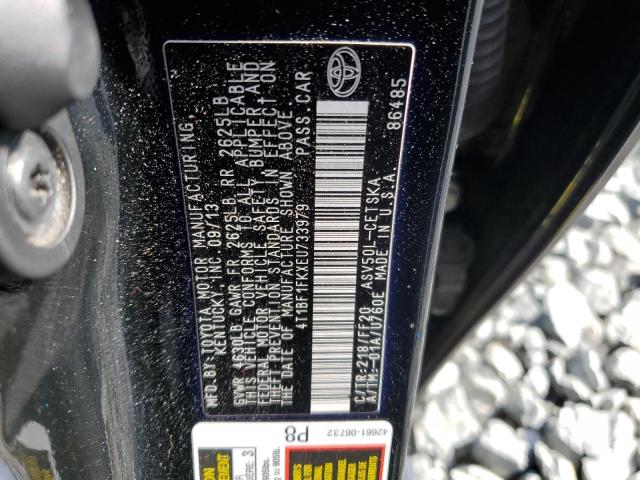 MFD.BY:TOYOTA MOTOR MANUFACTURING,
KENTUCKY, INC. 09/13
GVWR 4630LB GAWR FR 2625LB RR 2625LB
THIS VEHICLE CONFORMS TO ALL APPLICABLE
FEDERAL MOTOR VEHICLE SAFETY, BUMPER, AND
THEFT PREVENTION STANDARDS IN EFFECT ON
THE DATE OF MANUFACTURE SHOWN ABOVE.
4T1BF1FKXEU733979 PASS CAR
C/TR:218/FF20 ASV50L-CETSKA
A/TM:-01A/U760E MADE IN U.S.A.
86485
42661-06732
P8